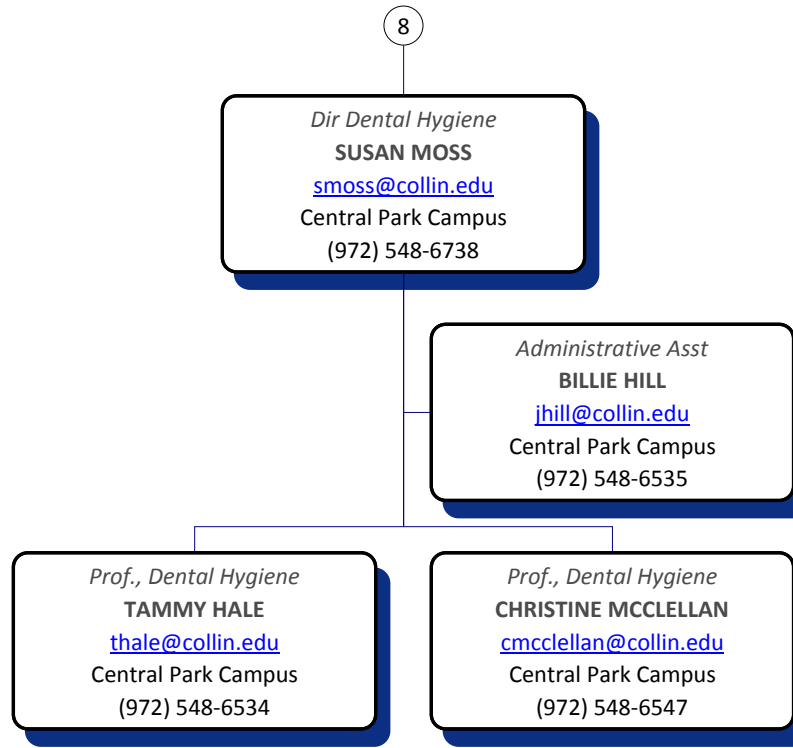 8
Dir Dental Hygiene
SUSAN MOSS
smoss@collin.edu
Central Park Campus
(972) 548-6738
Administrative Asst
BILLIE HILL
jhill@collin.edu
Central Park Campus
(972) 548-6535
Prof., Dental Hygiene
TAMMY HALE
thale@collin.edu
Central Park Campus
(972) 548-6534
Prof., Dental Hygiene
CHRISTINE MCCLELLAN
cmcclellan@collin.edu
Central Park Campus
(972) 548-6547